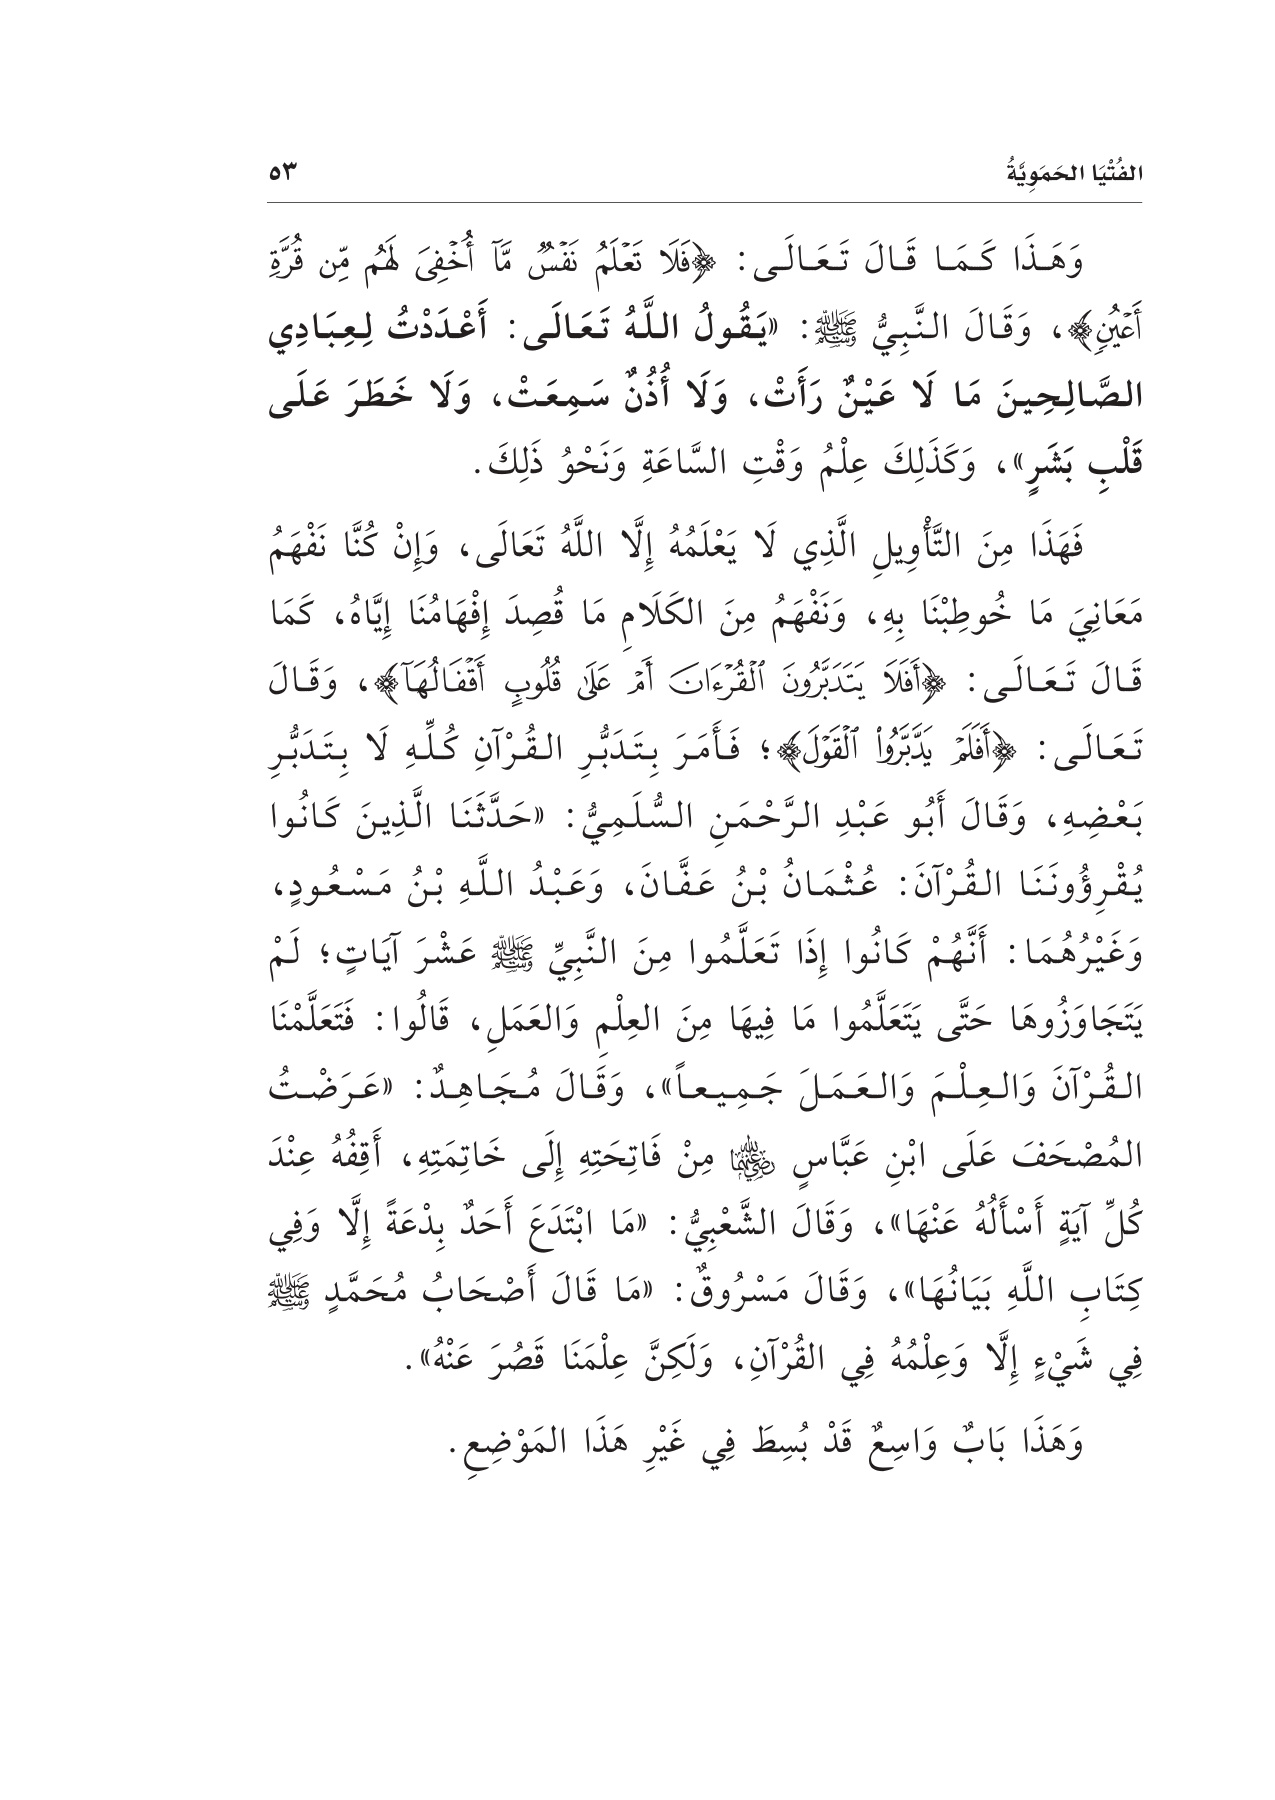 الفُتْيَا الحَمَوِيَّةُ ٥٣
وَهَذَا كَمَا قَالَ تَعَالَى: ﴿فَلَا تَعْلَمُ نَفْسٌ مَّآ أُخْفِىَ لَهُم مِّن قُرَّةِ
أَعْيُنٍ﴾، وَقَالَ النَّبِيُّ ﷺ: «يَقُولُ اللَّهُ تَعَالَى: أَعْدَدْتُ لِعِبَادِي
الصَّالِحِينَ مَا لَا عَيْنٌ رَأَتْ، وَلَا أُذُنٌ سَمِعَتْ، وَلَا خَطَرَ عَلَى
قَلْبِ بَشَرٍ»، وَكَذَلِكَ عِلْمُ وَقْتِ السَّاعَةِ وَنَحْوُ ذَلِكَ.
فَهَذَا مِنَ التَّأْوِيلِ الَّذِي لَا يَعْلَمُهُ إِلَّا اللَّهُ تَعَالَى، وَإِنْ كُنَّا نَفْهَمُ
مَعَانِيَ مَا خُوطِبْنَا بِهِ، وَنَفْهَمُ مِنَ الكَلَامِ مَا قُصِدَ إِفْهَامُنَا إِيَّاهُ، كَمَا
قَالَ تَعَالَى: ﴿أَفَلَا يَتَدَبَّرُونَ ٱلْقُرْءَانَ أَمْ عَلَىٰ قُلُوبٍ أَقْفَالُهَآ﴾، وَقَالَ
تَعَالَى: ﴿أَفَلَمْ يَدَّبَّرُوا۟ ٱلْقَوْلَ﴾؛ فَأَمَرَ بِتَدَبُّرِ القُرْآنِ كُلِّهِ لَا بِتَدَبُّرِ
بَعْضِهِ، وَقَالَ أَبُو عَبْدِ الرَّحْمَنِ السُّلَمِيُّ: «حَدَّثَنَا الَّذِينَ كَانُوا
يُقْرِؤُونَنَا القُرْآنَ: عُثْمَانُ بْنُ عَفَّانَ، وَعَبْدُ اللَّهِ بْنُ مَسْعُودٍ،
وَغَيْرُهُمَا: أَنَّهُمْ كَانُوا إِذَا تَعَلَّمُوا مِنَ النَّبِيِّ ﷺ عَشْرَ آيَاتٍ؛ لَمْ
يَتَجَاوَزُوهَا حَتَّى يَتَعَلَّمُوا مَا فِيهَا مِنَ العِلْمِ وَالعَمَلِ، قَالُوا: فَتَعَلَّمْنَا
القُرْآنَ وَالعِلْمَ وَالعَمَلَ جَمِيعاً»، وَقَالَ مُجَاهِدٌ: «عَرَضْتُ
المُصْحَفَ عَلَى ابْنِ عَبَّاسٍ رضي الله عنهما مِنْ فَاتِحَتِهِ إِلَى خَاتِمَتِهِ، أَقِفُهُ عِنْدَ
كُلِّ آيَةٍ أَسْأَلُهُ عَنْهَا»، وَقَالَ الشَّعْبِيُّ: «مَا ابْتَدَعَ أَحَدٌ بِدْعَةً إِلَّا وَفِي
كِتَابِ اللَّهِ بَيَانُهَا»، وَقَالَ مَسْرُوقٌ: «مَا قَالَ أَصْحَابُ مُحَمَّدٍ ﷺ
فِي شَيْءٍ إِلَّا وَعِلْمُهُ فِي القُرْآنِ، وَلَكِنَّ عِلْمَنَا قَصُرَ عَنْهُ».
وَهَذَا بَابٌ وَاسِعٌ قَدْ بُسِطَ فِي غَيْرِ هَذَا المَوْضِعِ.